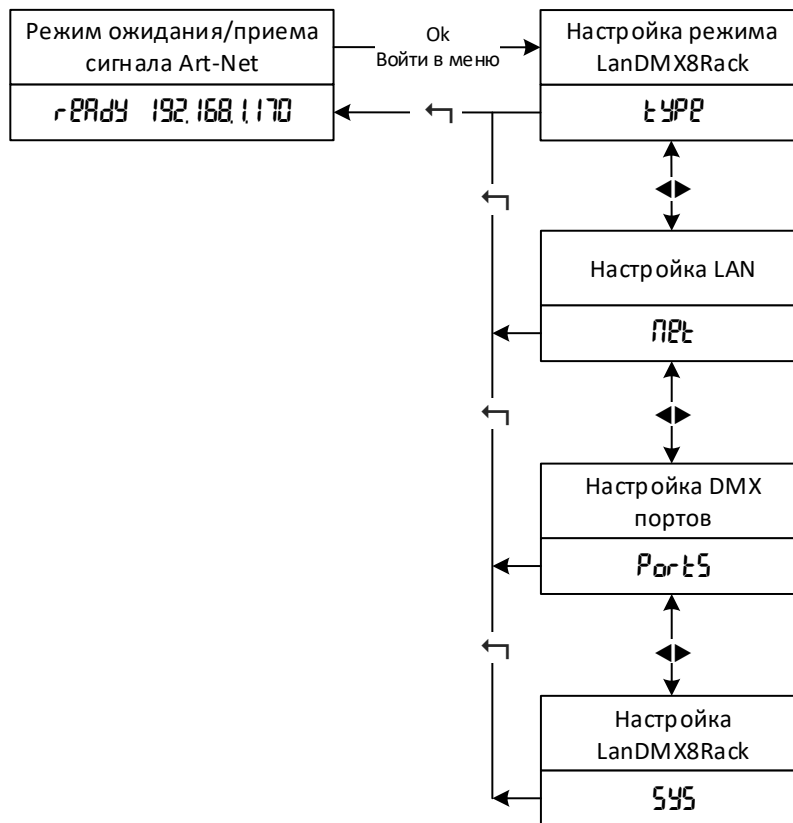 Режим ожидания/приема
сигнала Art-Net
rEAdY 192.168.1.170
Ok
Войти в меню
Настройка режима
LanDMX8Rack
tYPE
Настройка LAN
nEt
Настройка DMX
портов
PortS
Настройка
LanDMX8Rack
SYS